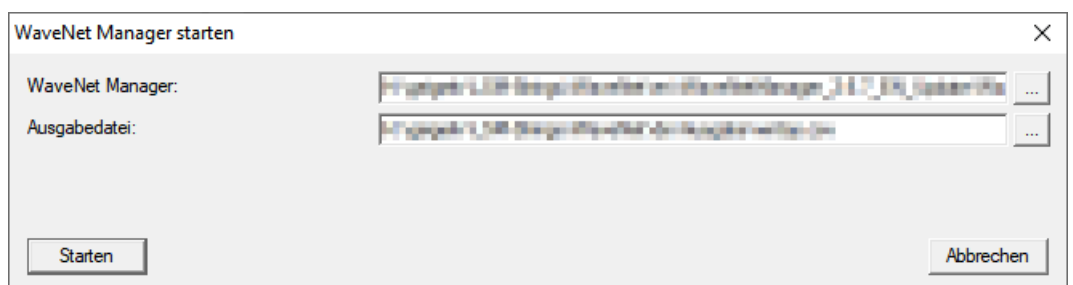 WaveNet Manager starten
WaveNet Manager: ...
Ausgabedatei: ...
Starten Abbrechen